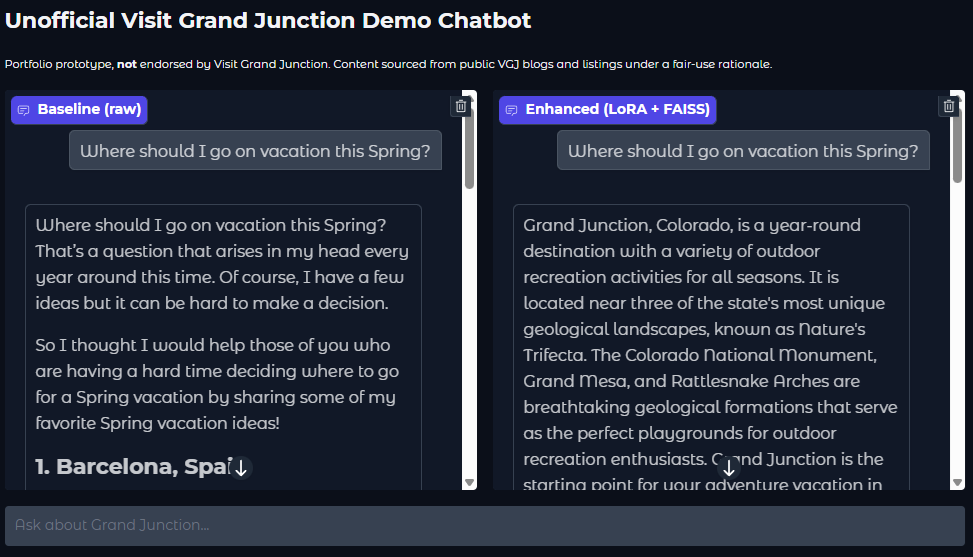 Unofficial Visit Grand Junction Demo Chatbot
Portfolio prototype, not endorsed by Visit Grand Junction. Content sourced from public VGJ blogs and listings under a fair-use rationale.
Baseline (raw)
Where should I go on vacation this Spring?
Where should I go on vacation this Spring?
That's a question that arises in my head every
year around this time. Of course, I have a few
ideas but it can be hard to make a decision.
So I thought I would help those of you who
are having a hard time deciding where to go
for a Spring vacation by sharing some of my
favorite Spring vacation ideas!
1. Barcelona, Spai
Enhanced (LoRA + FAISS)
Where should I go on vacation this Spring?
Grand Junction, Colorado, is a year-round
destination with a variety of outdoor
recreation activities for all seasons. It is
located near three of the state's most unique
geological landscapes, known as Nature's
Trifecta. The Colorado National Monument,
Grand Mesa, and Rattlesnake Arches are
breathtaking geological formations that serve
as the perfect playgrounds for outdoor
recreation enthusiasts. Grand Junction is the
starting point for your adventure vacation in
Ask about Grand Junction...